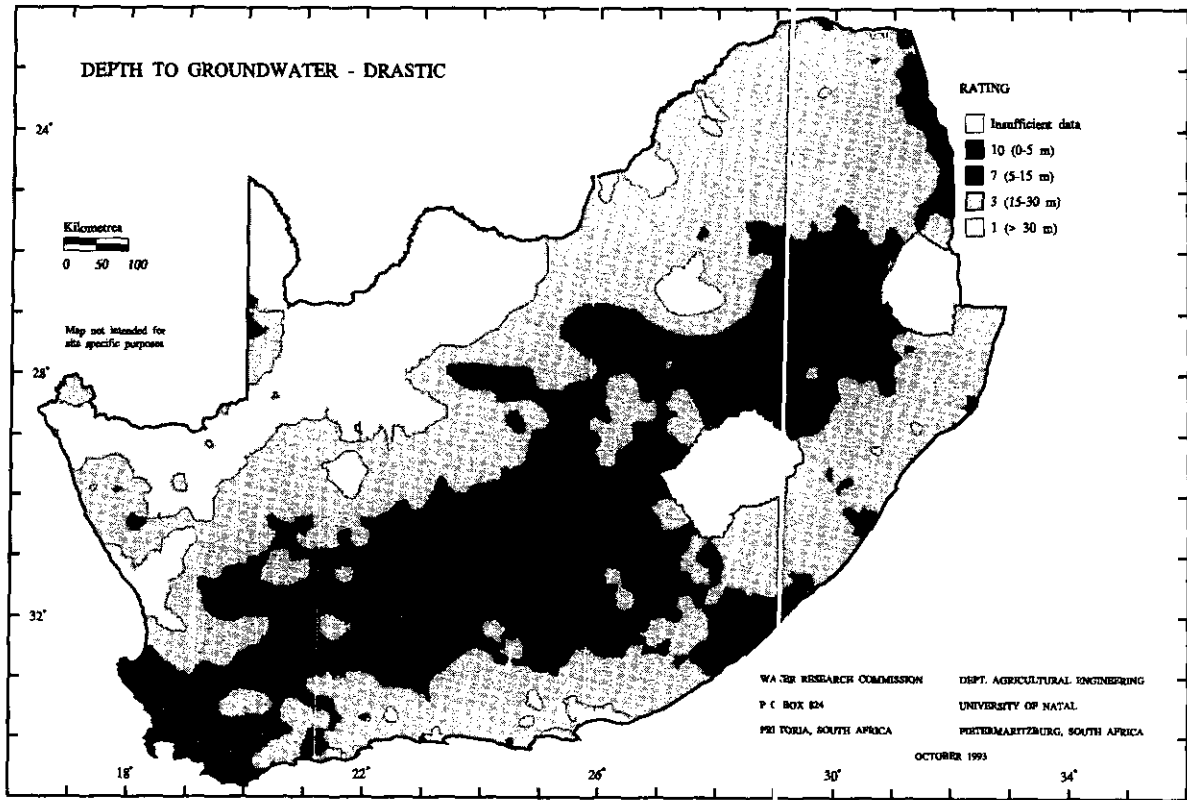 DEPTH TO GROUNDWATER - DRASTIC
RATING
Insufficient data
10 (0-5 m)
7 (5-15 m)
3 (15-30 m)
1 (> 30 m)
24°
28°
32°
Kilometres
0 50 100
Map not intended for
site specific purposes
WATER RESEARCH COMMISSION
P O BOX 824
PRETORIA, SOUTH AFRICA
DEPT. AGRICULTURAL ENGINEERING
UNIVERSITY OF NATAL
PIETERMARITZBURG, SOUTH AFRICA
OCTOBER 1993
18° 22° 26° 30° 34°